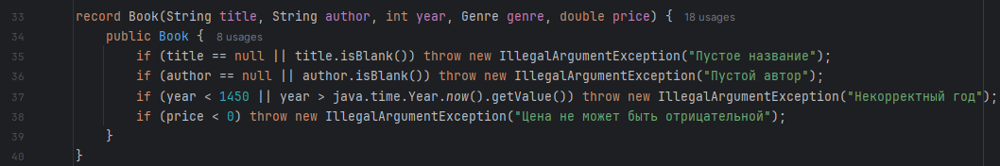 33 record Book(String title, String author, int year, Genre genre, double price) { 18 usages
34     public Book { 8 usages
35         if (title == null || title.isBlank()) throw new IllegalArgumentException("Пустое название");
36         if (author == null || author.isBlank()) throw new IllegalArgumentException("Пустой автор");
37         if (year < 1450 || year > java.time.Year.now().getValue()) throw new IllegalArgumentException("Некорректный год");
38         if (price < 0) throw new IllegalArgumentException("Цена не может быть отрицательной");
39     }
40 }